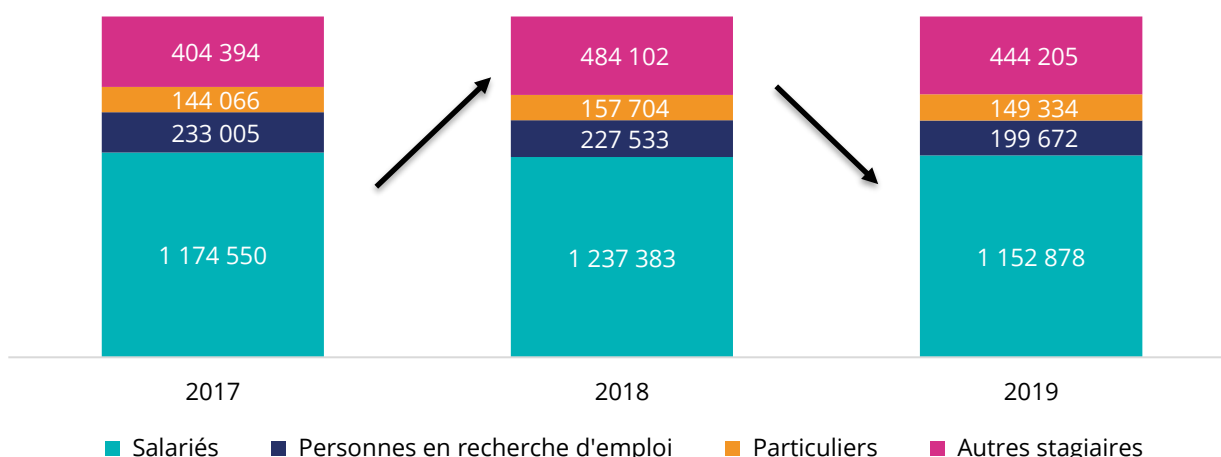 404 394
484 102
444 205
144 066
157 704
149 334
233 005
227 533
199 672
1 174 550
1 237 383
1 152 878
2017
2018
2019
Salariés
Personnes en recherche d'emploi
Particuliers
Autres stagiaires